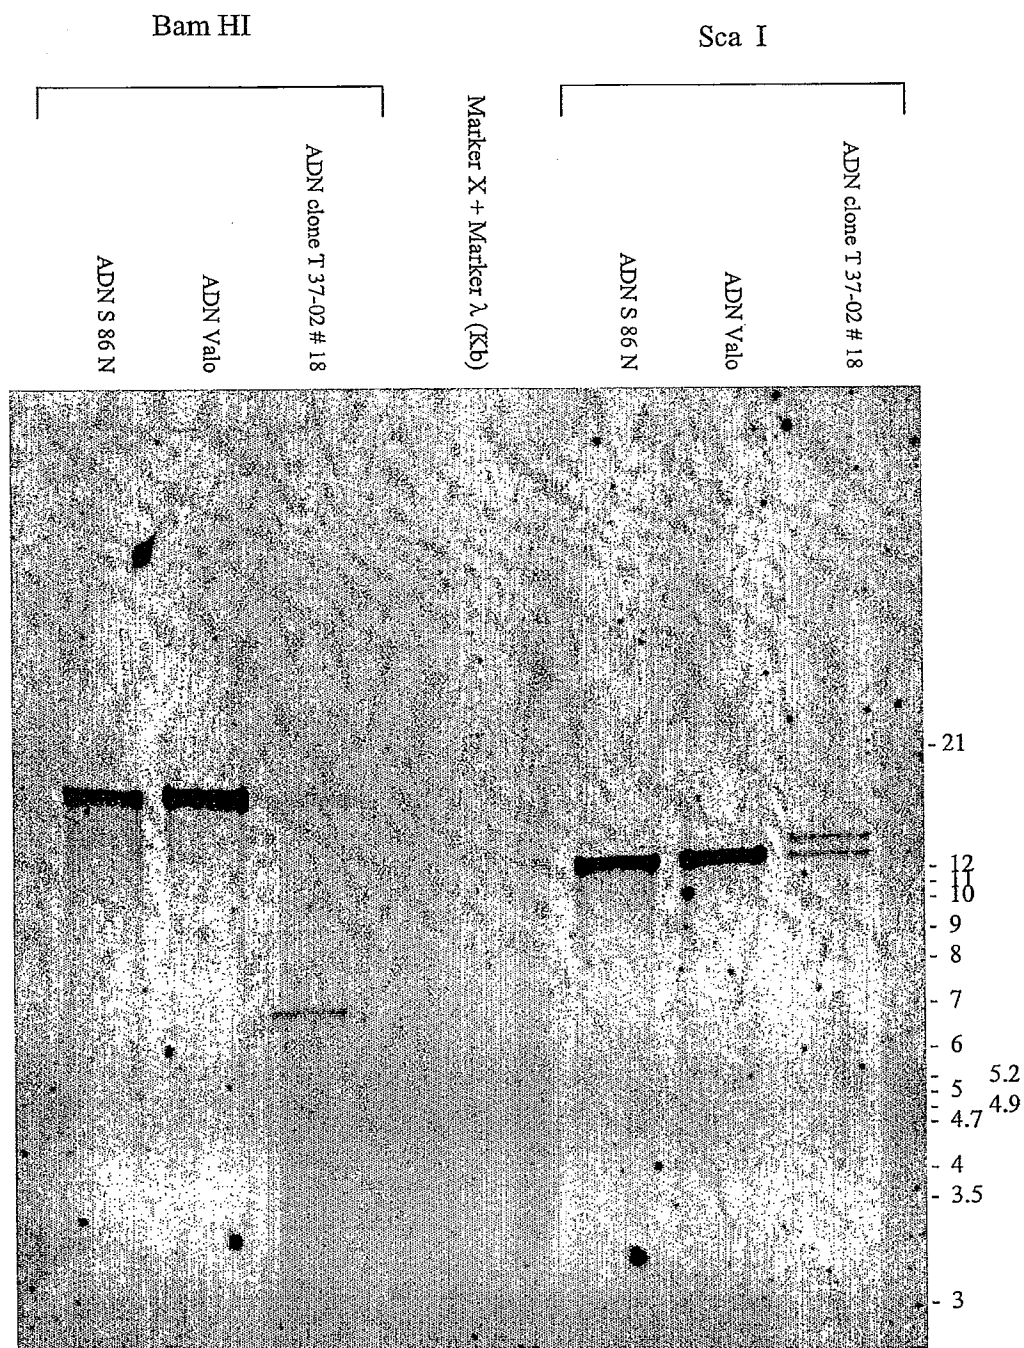 Bam HI
Sca I
ADN S 86 N
ADN Valo
ADN clone T 37-02 # 18
Marker X + Marker λ (Kb)
ADN S 86 N
ADN Valo
ADN clone T 37-02 # 18
- 21
- 12
- 11
- 10
- 9
- 8
- 7
- 6
- 5.2
- 5
- 4.9
- 4.7
- 4
- 3.5
- 3